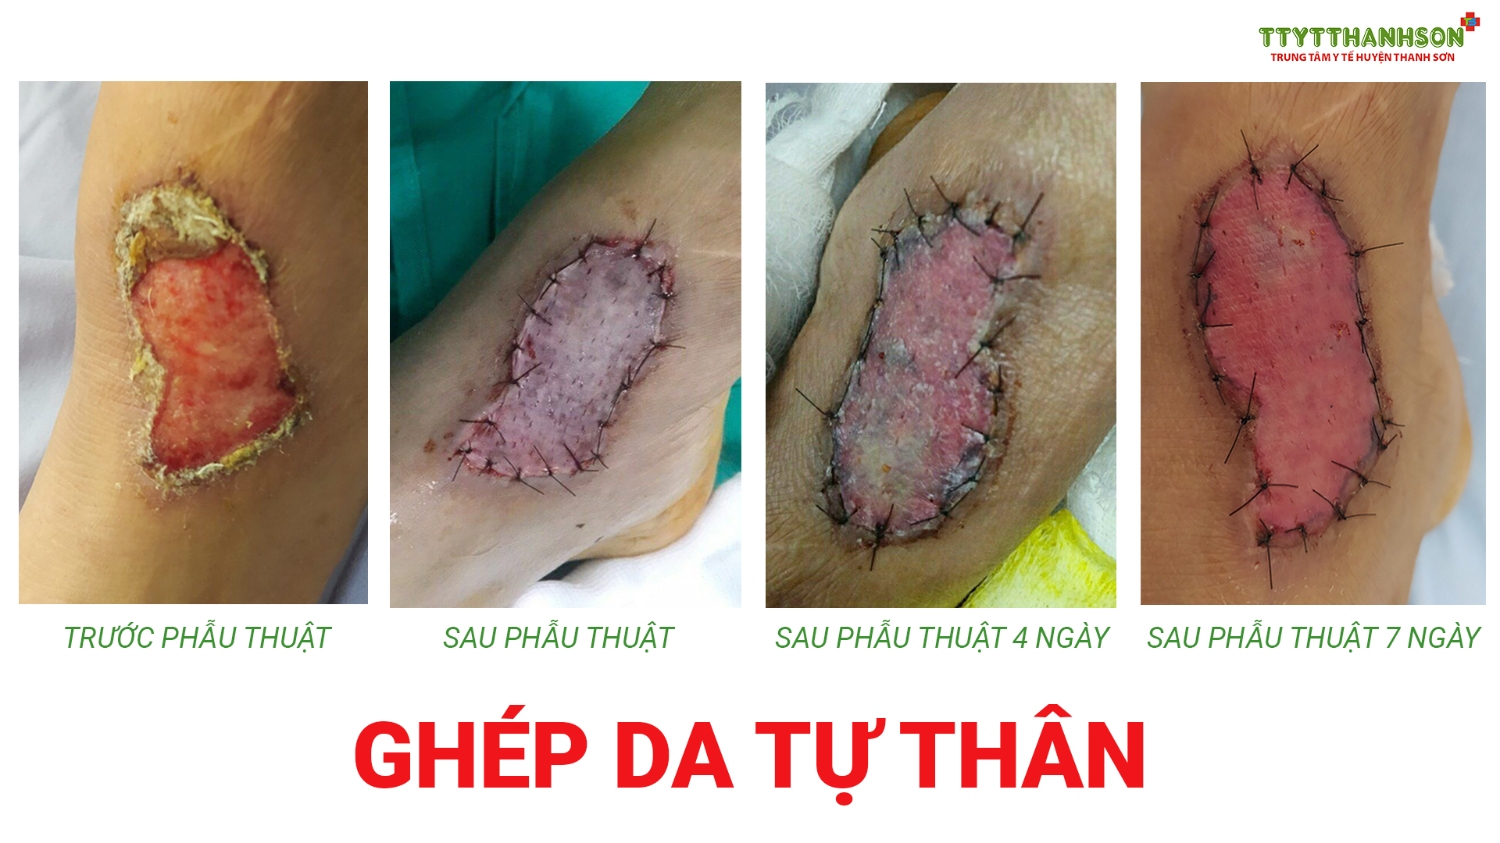 TTYTTHANHSON
TRUNG TÂM Y TẾ HUYỆN THANH SƠN
TRƯỚC PHẪU THUẬT
SAU PHẪU THUẬT
SAU PHẪU THUẬT 4 NGÀY
SAU PHẪU THUẬT 7 NGÀY
GHÉP DA TỰ THÂN